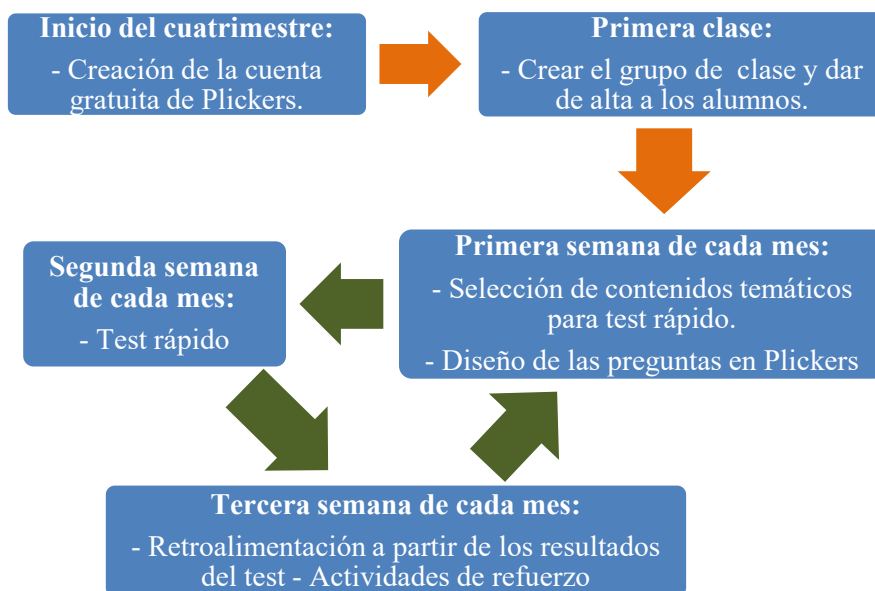 Inicio del cuatrimestre:
- Creación de la cuenta
gratuita de Plickers.
Primera clase:
- Crear el grupo de clase y dar
de alta a los alumnos.
Primera semana de cada mes:
- Selección de contenidos temáticos
para test rápido.
- Diseño de las preguntas en Plickers
Segunda semana
de cada mes:
- Test rápido
Tercera semana de cada mes:
- Retroalimentación a partir de los resultados
del test - Actividades de refuerzo